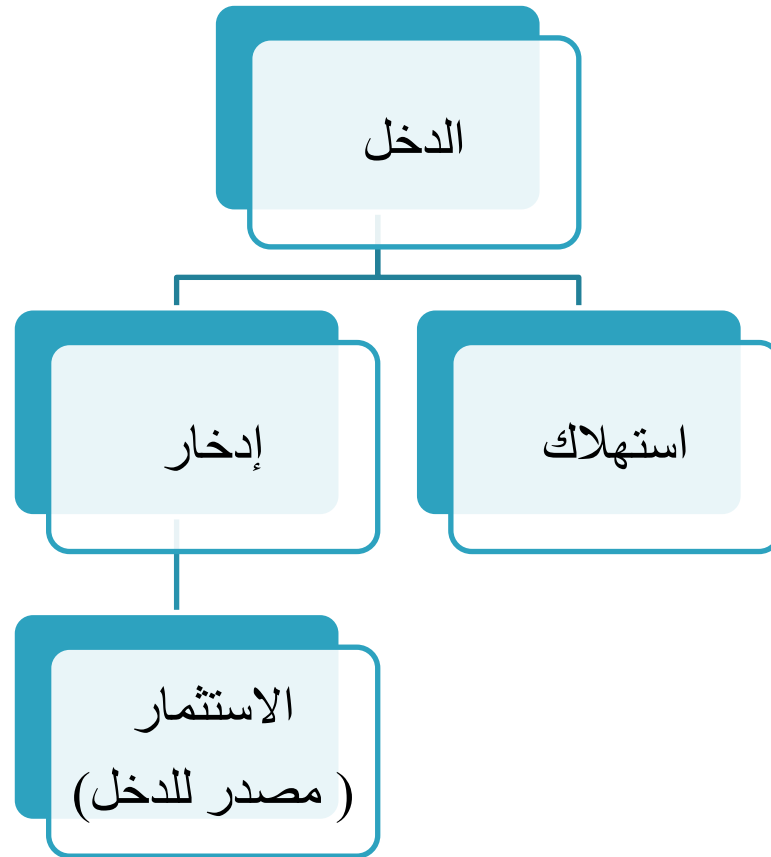 الدخل
استهلاك
إدخار
الاستثمار
( مصدر للدخل)